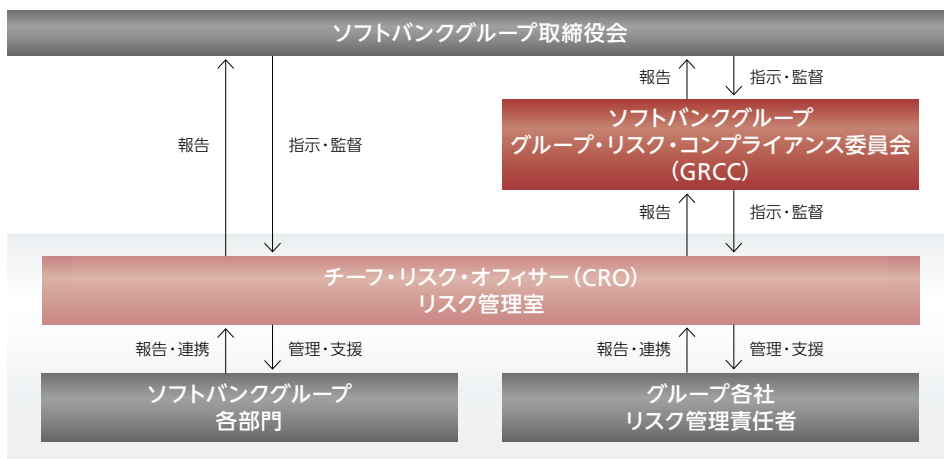 ソフトバンクグループ取締役会
報告
指示・監督
報告
指示・監督
ソフトバンクグループ
グループ・リスク・コンプライアンス委員会
(GRCC)
報告
指示・監督
チーフ・リスク・オフィサー(CRO)
リスク管理室
報告・連携
管理・支援
報告・連携
管理・支援
ソフトバンクグループ
各部門
グループ各社
リスク管理責任者